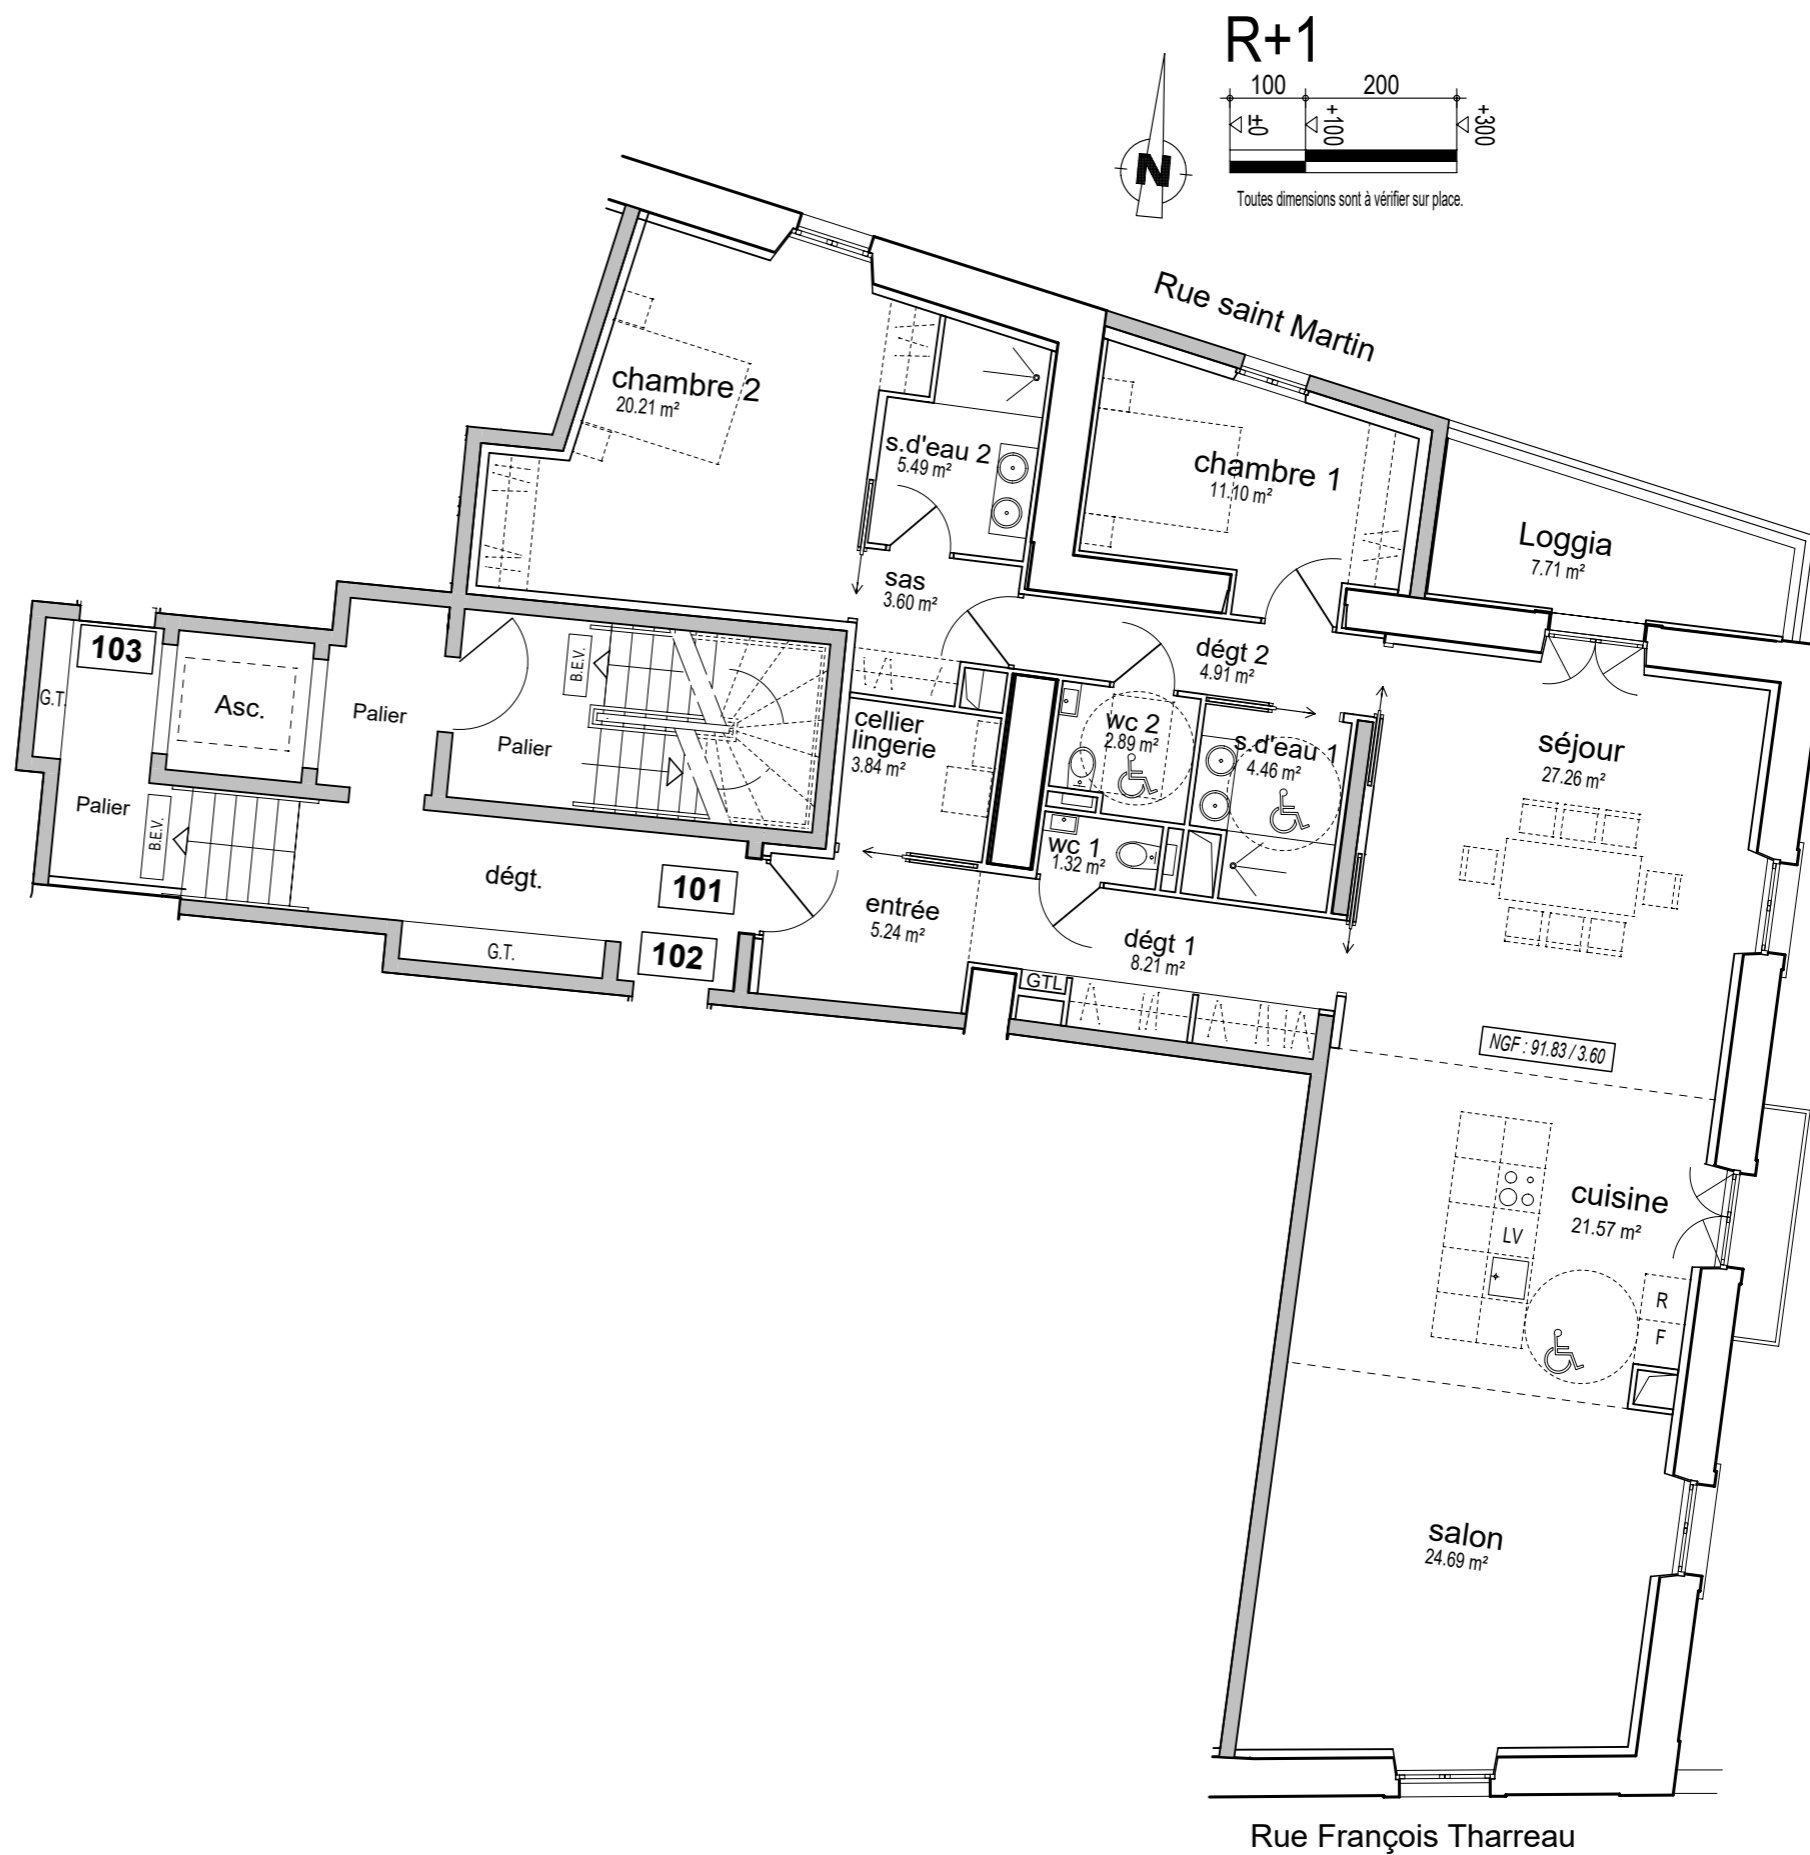 R+1
100
200
±0
+100
+300
N
Toutes dimensions sont à vérifier sur place.
Rue saint Martin
chambre 2
20.21 m²
s.d'eau 2
5.49 m²
chambre 1
11.10 m²
Loggia
7.71 m²
sas
3.60 m²
103
G.T.
Asc.
Palier
B.E.V.
Palier
dégt 2
4.91 m²
cellier
lingerie
3.84 m²
wc 2
2.89 m²
s.d'eau 1
4.46 m²
séjour
27.26 m²
Palier
B.E.V.
wc 1
1.32 m²
dégt.
101
entrée
5.24 m²
G.T.
102
dégt 1
8.21 m²
GTL
NGF : 91.83 / 3.60
cuisine
21.57 m²
LV
R
F
salon
24.69 m²
Rue François Tharreau